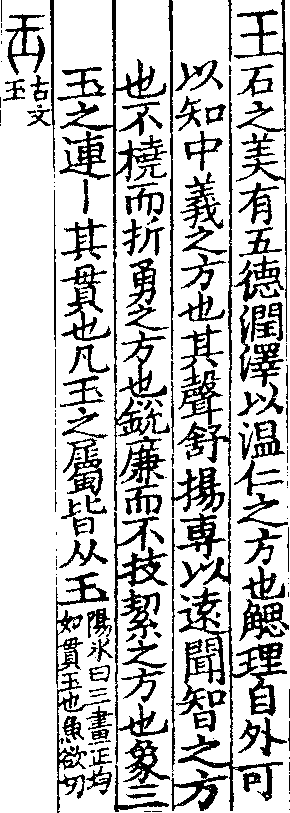 王石之美有五德潤澤以温仁之方也䚡理自外可
以知中義之方也其聲舒揚専以遠聞智之方
也不橈而折勇之方也銳廉而不技絜之方也象三
玉之連丨其貫也凡玉之屬皆从王陽冰曰三畫正均如貫玉也魚欲切
𠙖古文玉